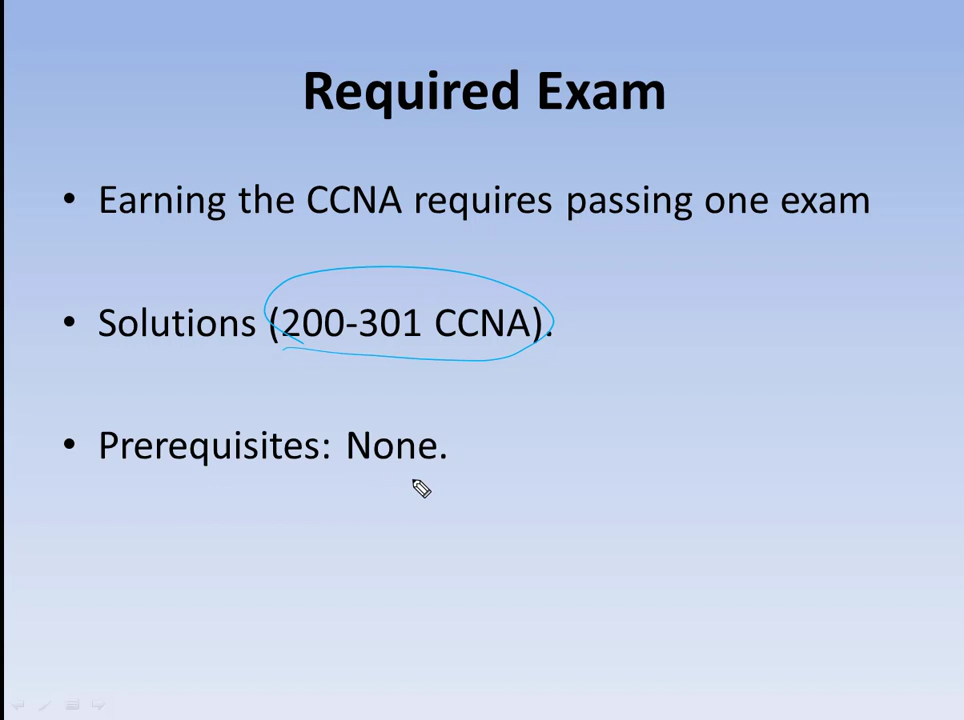 Required Exam
• Earning the CCNA requires passing one exam
• Solutions (200-301 CCNA).
• Prerequisites: None.